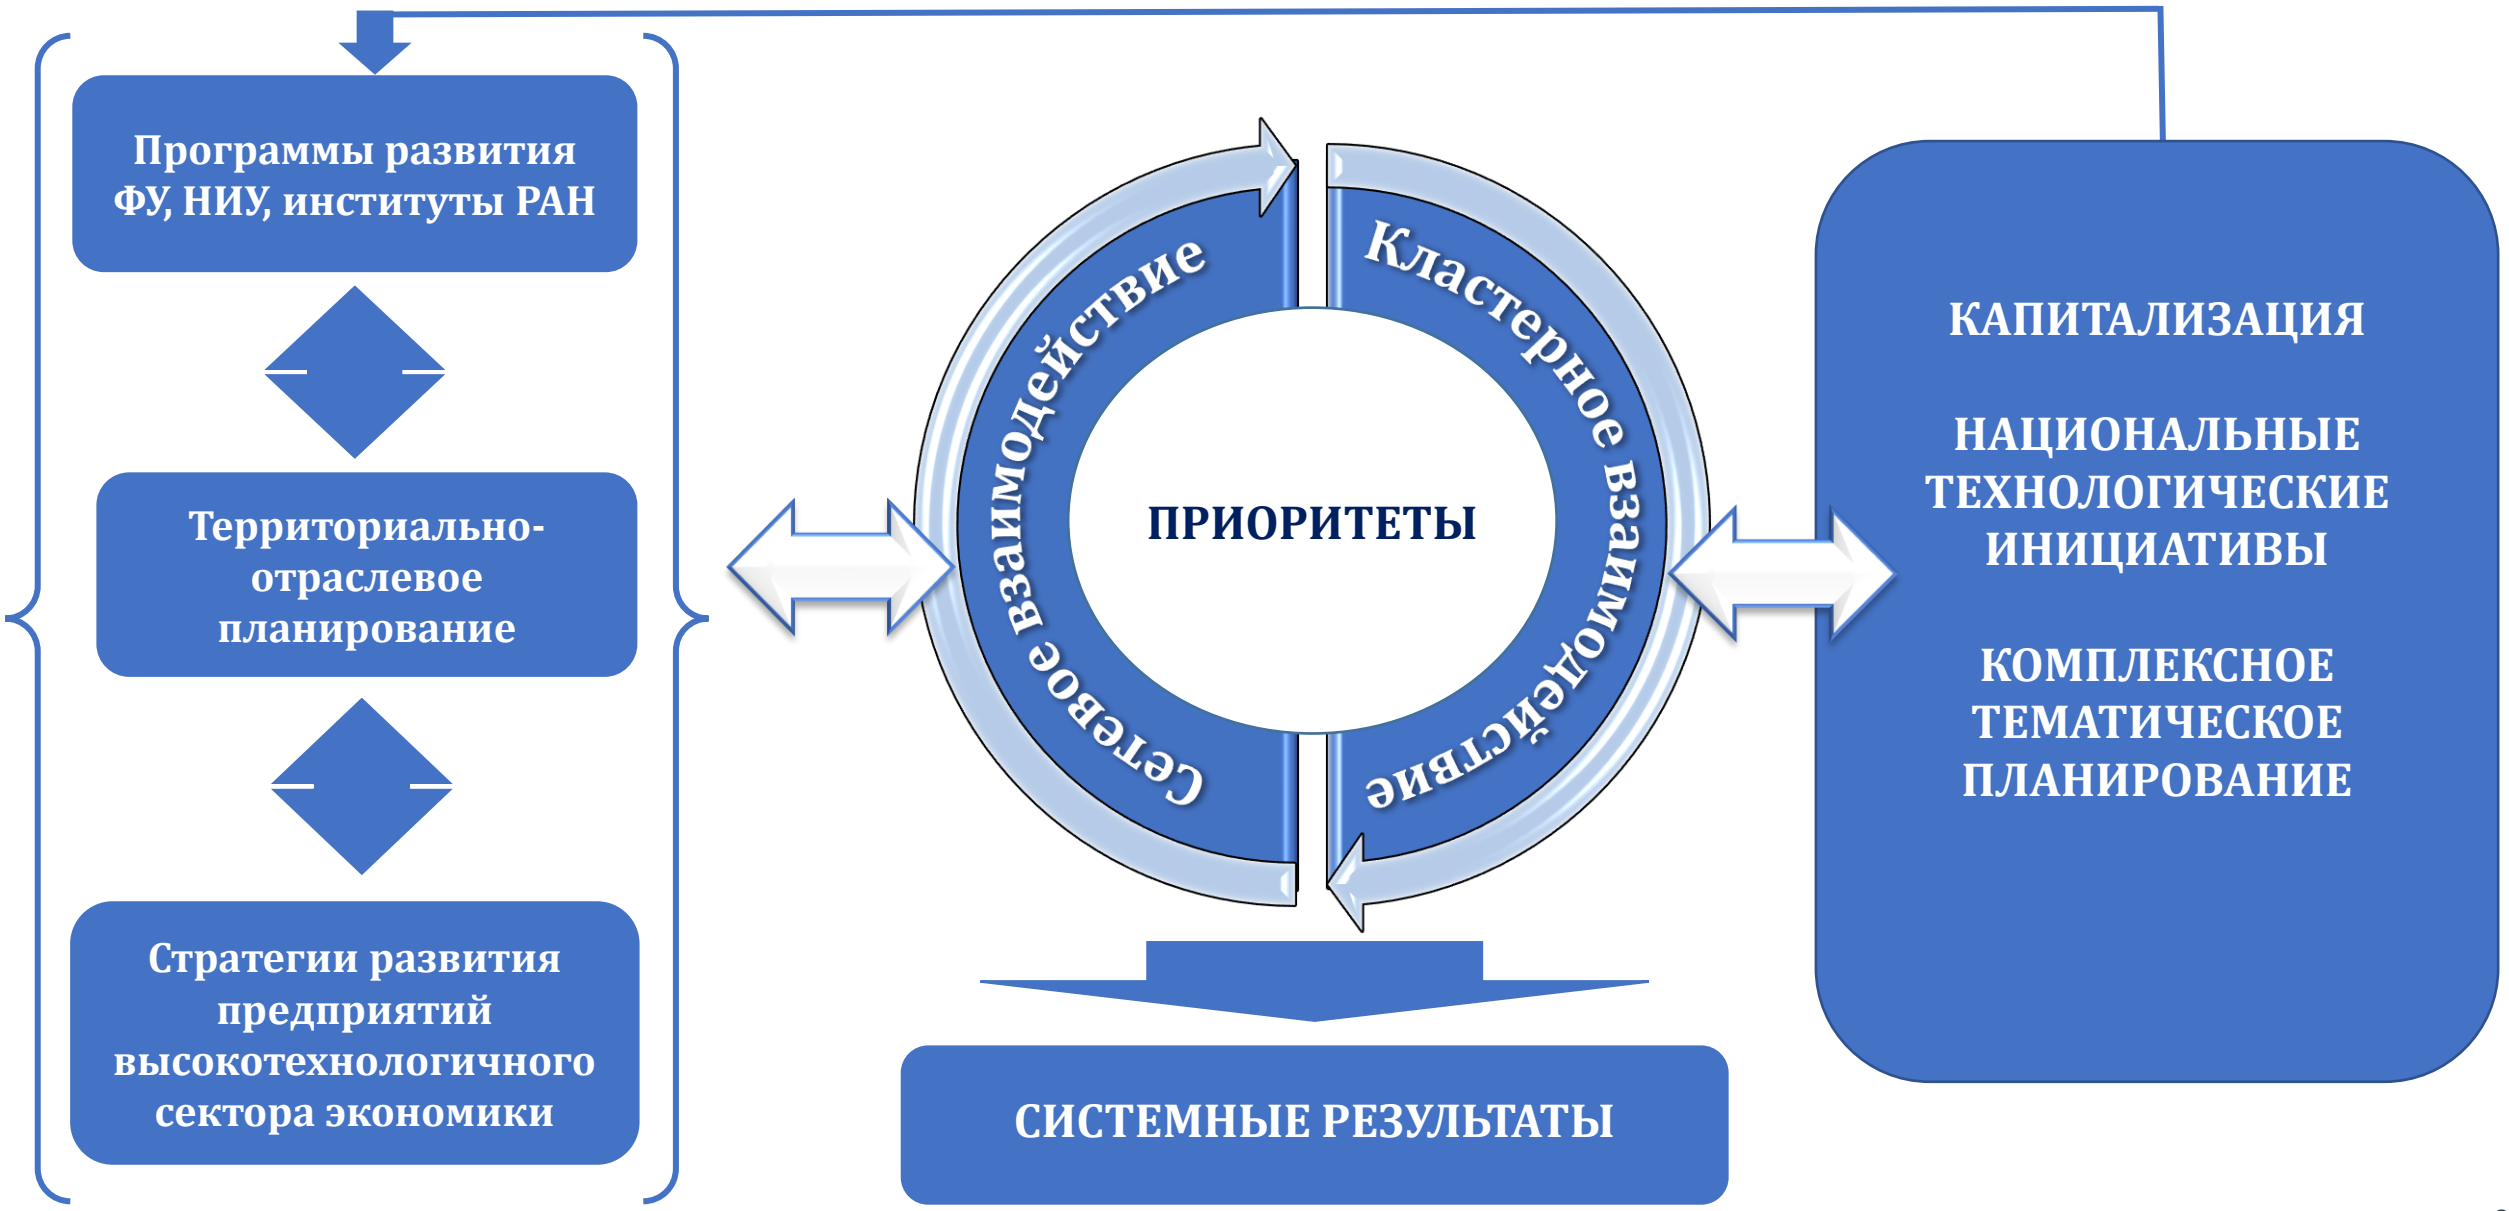 Программы развития
ФУ, НИУ, институты РАН
Территориально-
отраслевое
планирование
Стратегии развития
предприятий
высокотехнологичного
сектора экономики
Сетевое взаимодействие
Кластерное взаимодействие
ПРИОРИТЕТЫ
СИСТЕМНЫЕ РЕЗУЛЬТАТЫ
КАПИТАЛИЗАЦИЯ
НАЦИОНАЛЬНЫЕ
ТЕХНОЛОГИЧЕСКИЕ
ИНИЦИАТИВЫ
КОМПЛЕКСНОЕ
ТЕМАТИЧЕСКОЕ
ПЛАНИРОВАНИЕ